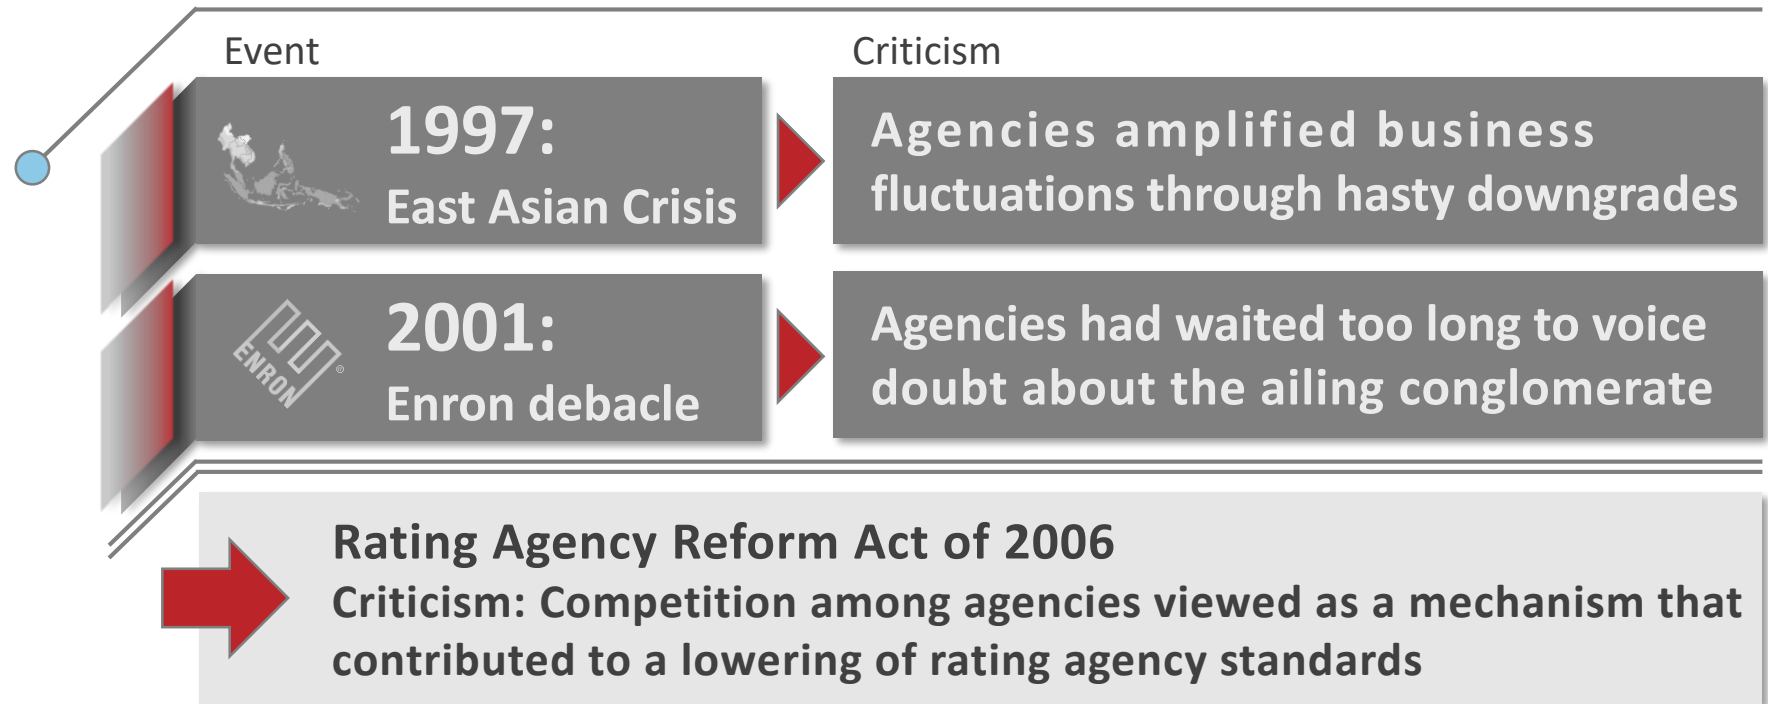 Event
Criticism
1997:
East Asian Crisis
Agencies amplified business
fluctuations through hasty downgrades
ENRON
®
2001:
Enron debacle
Agencies had waited too long to voice
doubt about the ailing conglomerate
Rating Agency Reform Act of 2006
Criticism: Competition among agencies viewed as a mechanism that
contributed to a lowering of rating agency standards